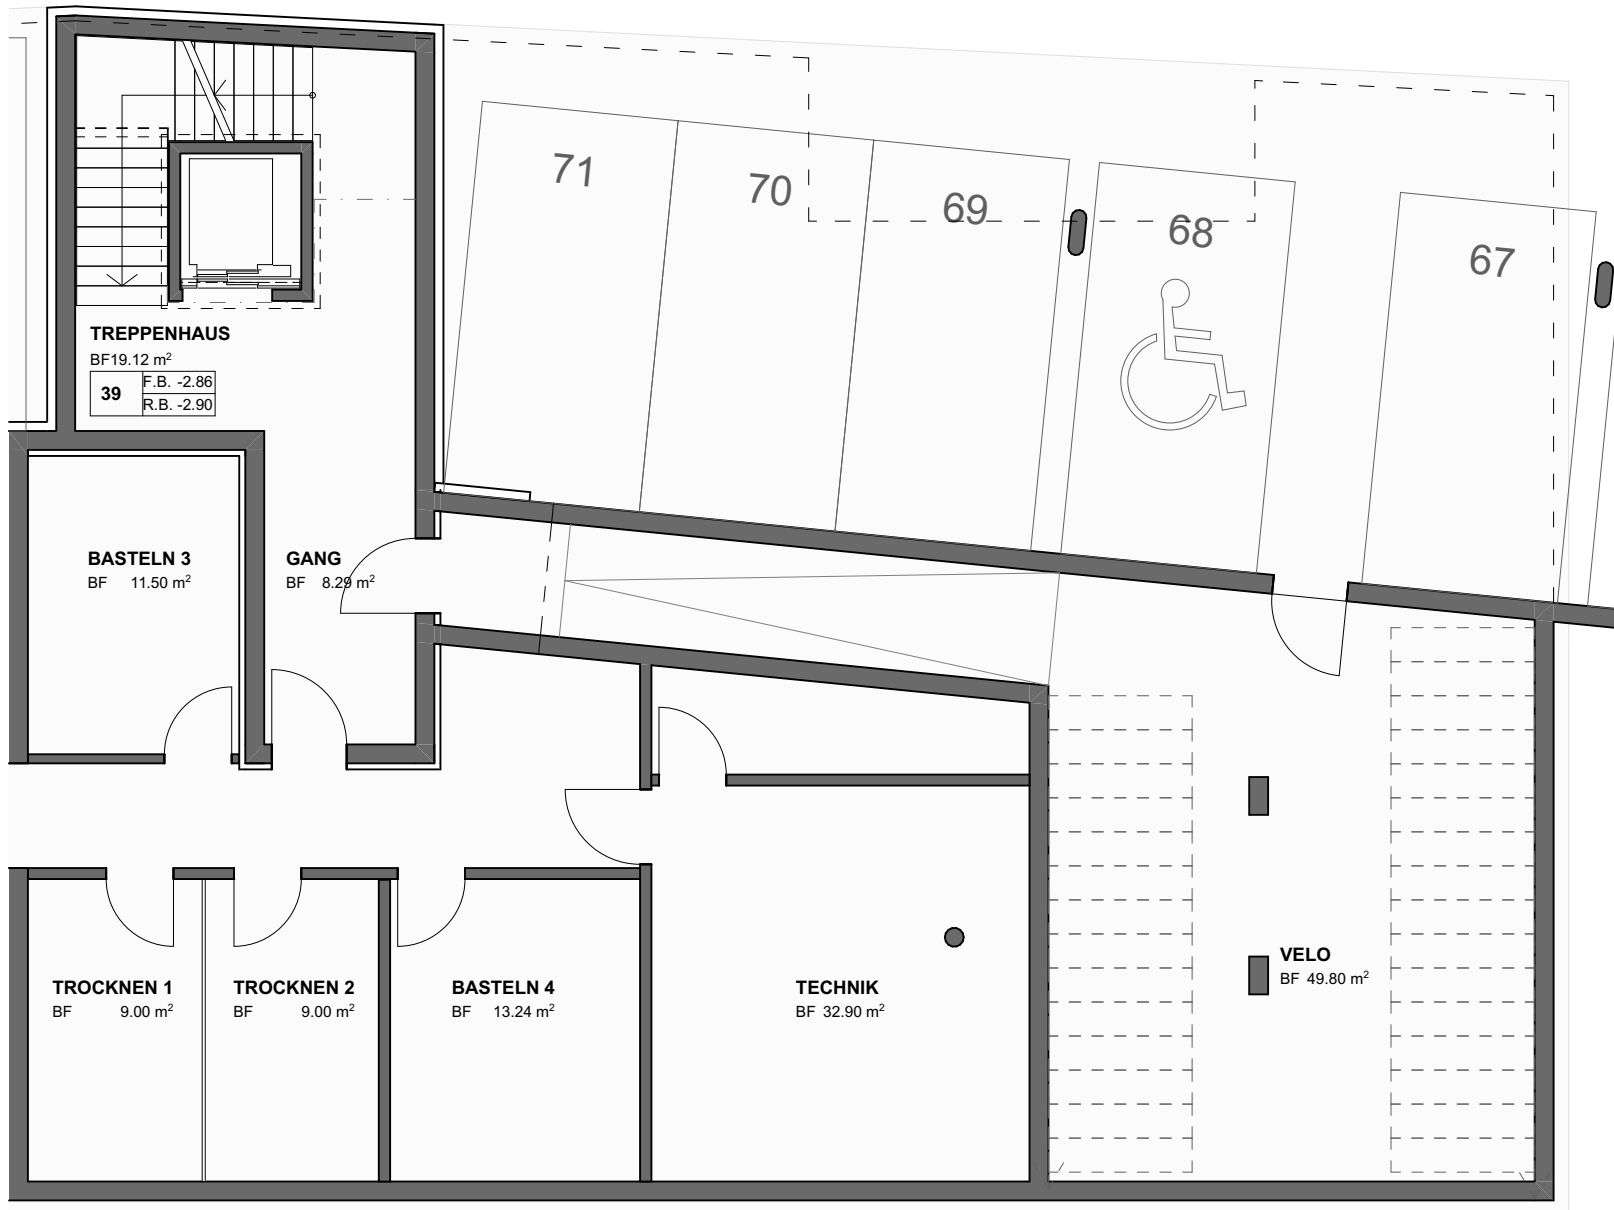 71
70
69
68
67
TREPPENHAUS
BF19.12 m²
39
F.B. -2.86
R.B. -2.90
BASTELN 3
BF 11.50 m²
GANG
BF 8.29 m²
TROCKNEN 1
BF 9.00 m²
TROCKNEN 2
BF 9.00 m²
BASTELN 4
BF 13.24 m²
TECHNIK
BF 32.90 m²
VELO
BF 49.80 m²